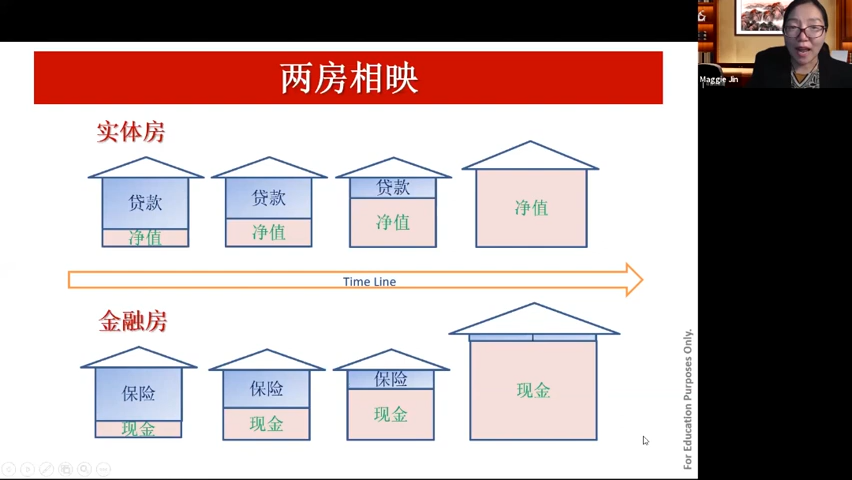 两房相映
Maggie Jin
实体房
贷款
净值
贷款
净值
贷款
净值
净值
Time Line
金融房
保险
现金
保险
现金
保险
现金
现金
For Education Purposes Only.